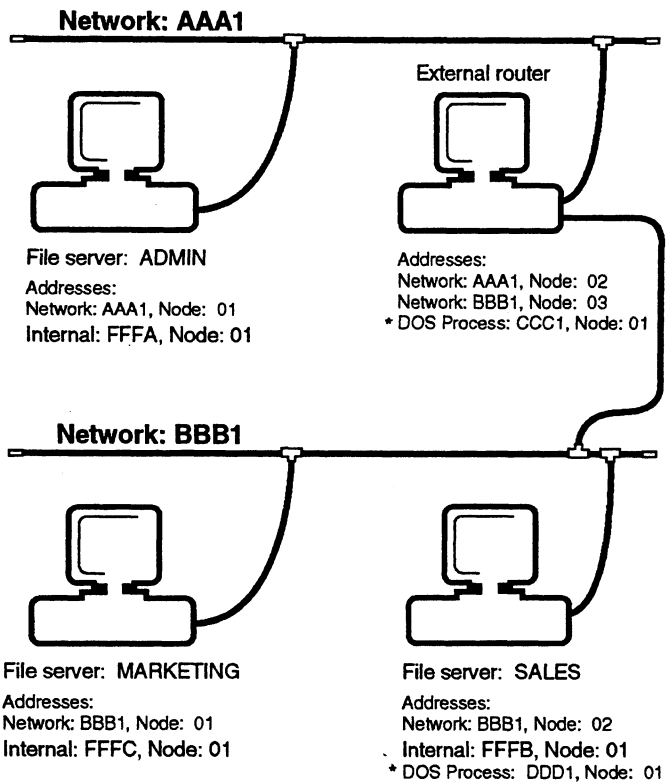 Network: AAA1
External router
File server: ADMIN
Addresses:
Network: AAA1, Node: 01
Internal: FFFA, Node: 01
Addresses:
Network: AAA1, Node: 02
Network: BBB1, Node: 03
* DOS Process: CCC1, Node: 01
Network: BBB1
File server: MARKETING
Addresses:
Network: BBB1, Node: 01
Internal: FFFC, Node: 01
File server: SALES
Addresses:
Network: BBB1, Node: 02
Internal: FFFB, Node: 01
* DOS Process: DDD1, Node: 01